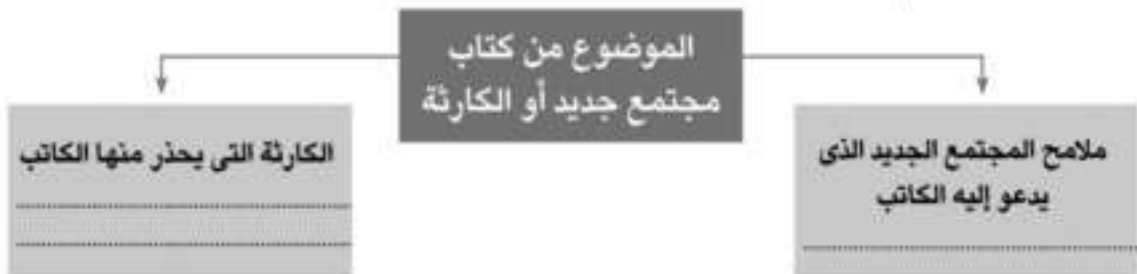 الموضوع من كتاب
مجتمع جديد أو الكارثة
ملامح المجتمع الجديد الذى
يدعو إليه الكاتب
الكارثة التى يحذر منها الكاتب